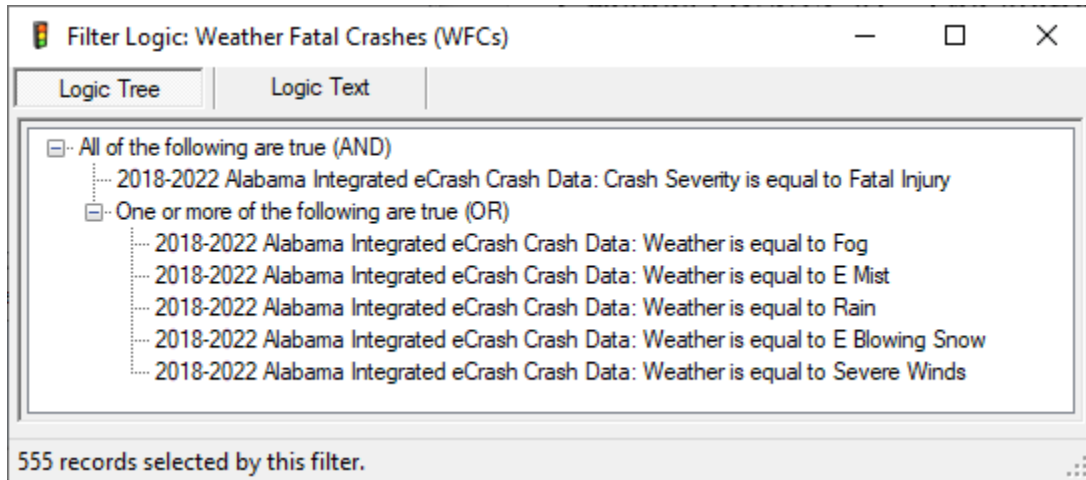 Filter Logic: Weather Fatal Crashes (WFCs)
Logic Tree Logic Text
All of the following are true (AND)
2018-2022 Alabama Integrated eCrash Crash Data: Crash Severity is equal to Fatal Injury
One or more of the following are true (OR)
2018-2022 Alabama Integrated eCrash Crash Data: Weather is equal to Fog
2018-2022 Alabama Integrated eCrash Crash Data: Weather is equal to E Mist
2018-2022 Alabama Integrated eCrash Crash Data: Weather is equal to Rain
2018-2022 Alabama Integrated eCrash Crash Data: Weather is equal to E Blowing Snow
2018-2022 Alabama Integrated eCrash Crash Data: Weather is equal to Severe Winds
555 records selected by this filter.